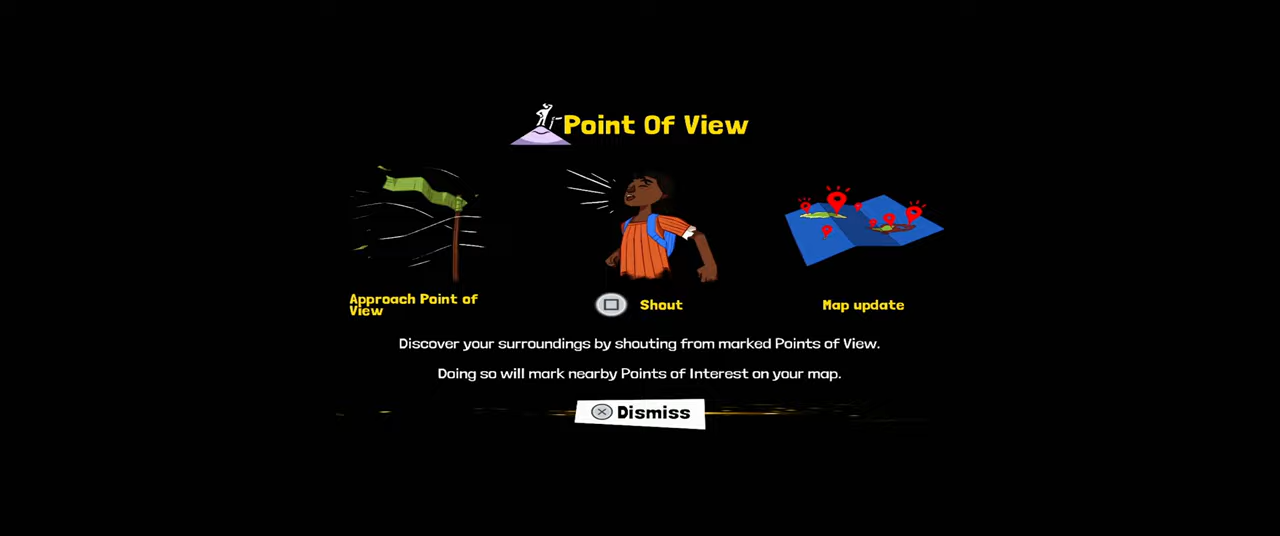 Point Of View
Approach Point of
View
Shout
Map update
Discover your surroundings by shouting from marked Points of View.
Doing so will mark nearby Points of Interest on your map.
Dismiss